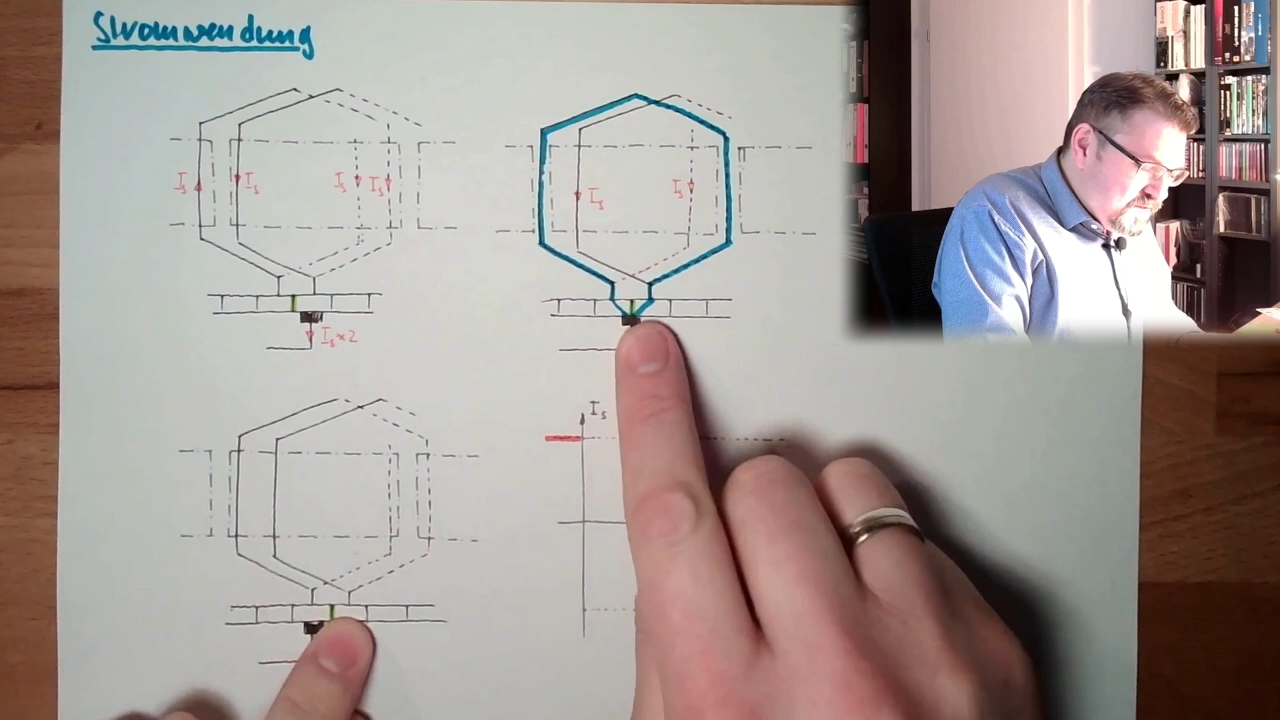 Stromwendung
Is Is Is Is
Is Is
Is×2
Is